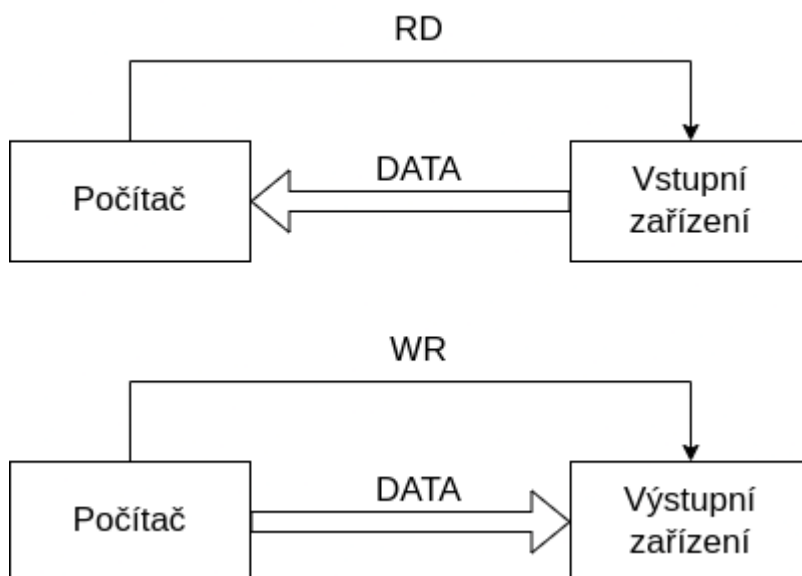 RD
Počítač
DATA
Vstupní
zařízení
WR
Počítač
DATA
Výstupní
zařízení